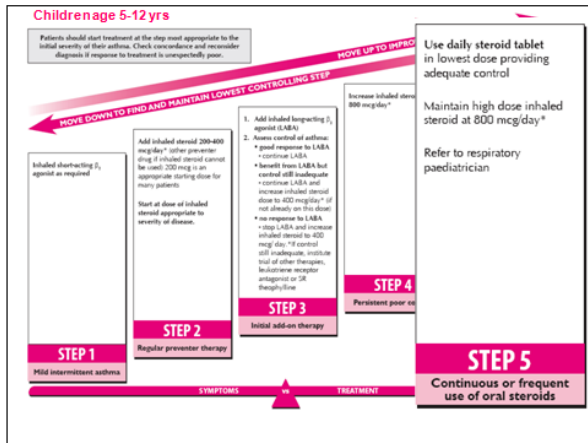 Children age 5-12 yrs
Patients should start treatment at the step most appropriate to the
initial severity of their asthma. Check concordance and reconsider
diagnosis if response to treatment is unexpectedly poor.
MOVE UP TO IMPRO
MOVE DOWN TO FIND AND MAINTAIN LOWEST CONTROLLING STEP
Inhaled short-acting β₂
agonist as required
STEP 1
Mild intermittent asthma
Add inhaled steroid 200-400
mcg/day* (other preventer
drug if inhaled steroid cannot
be used) 200 mcg is an
appropriate starting dose for
many patients
Start at dose of inhaled
steroid appropriate to
severity of disease.
STEP 2
Regular preventer therapy
1. Add inhaled long-acting β₂
agonist (LABA)
2. Assess control of asthma:
• good response to LABA
• continue LABA
• benefit from LABA but
control still inadequate
• continue LABA and
increase inhaled steroid
dose to 400 mcg/day* (if
not already on this dose)
• no response to LABA
• stop LABA and increase
inhaled steroid to 400
mcg/ day.* If control
still inadequate, institute
trial of other therapies,
leukotriene receptor
antagonist or SR
theophylline
STEP 3
Initial add-on therapy
Increase inhaled stero
800 mcg/day*
STEP 4
Persistent poor co
Use daily steroid tablet
in lowest dose providing
adequate control
Maintain high dose inhaled
steroid at 800 mcg/day*
Refer to respiratory
paediatrician
STEP 5
Continuous or frequent
use of oral steroids
SYMPTOMS vs TREATMENT